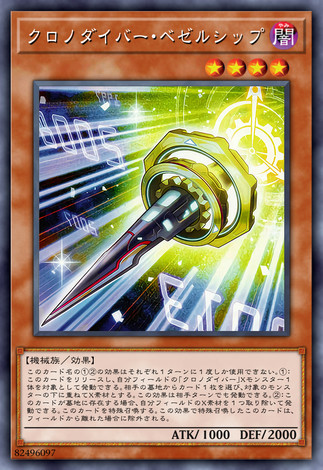 クロノダイバー・ベゼルシップ
闇
やみ
【機械族/効果】
このカード名の①②の効果はそれぞれ1ターンに1度しか使用できない。①:
このカードをリリースし、自分フィールドの「クロノダイバー」Xモンスター1
体を対象として発動できる。相手の墓地からカード1枚を選び、対象のモン
スターの下に重ねてX素材とする。この効果は相手ターンでも発動できる。②:こ
のカードが墓地に存在する場合、自分フィールドのX素材を1つ取り除いて発
動できる。このカードを特殊召喚する。この効果で特殊召喚したこのカードは、
フィールドから離れた場合に除外される。
ATK/1000 DEF/2000
82496097